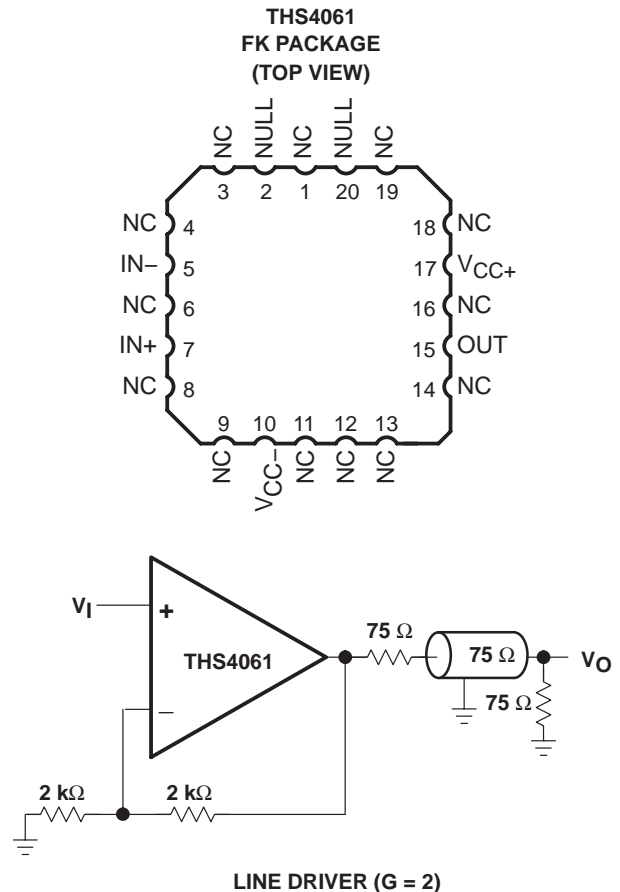 THS4061
FK PACKAGE
(TOP VIEW)
NC NULL NC NULL NC
3 2 1 20 19
NC 4 18 NC
IN– 5 17 VCC+
NC 6 16 NC
IN+ 7 15 OUT
NC 8 14 NC
9 10 11 12 13
NC VCC– NC NC NC
VI
+
THS4061
–
75 Ω
75 Ω
VO
75 Ω
2 kΩ 2 kΩ
LINE DRIVER (G = 2)